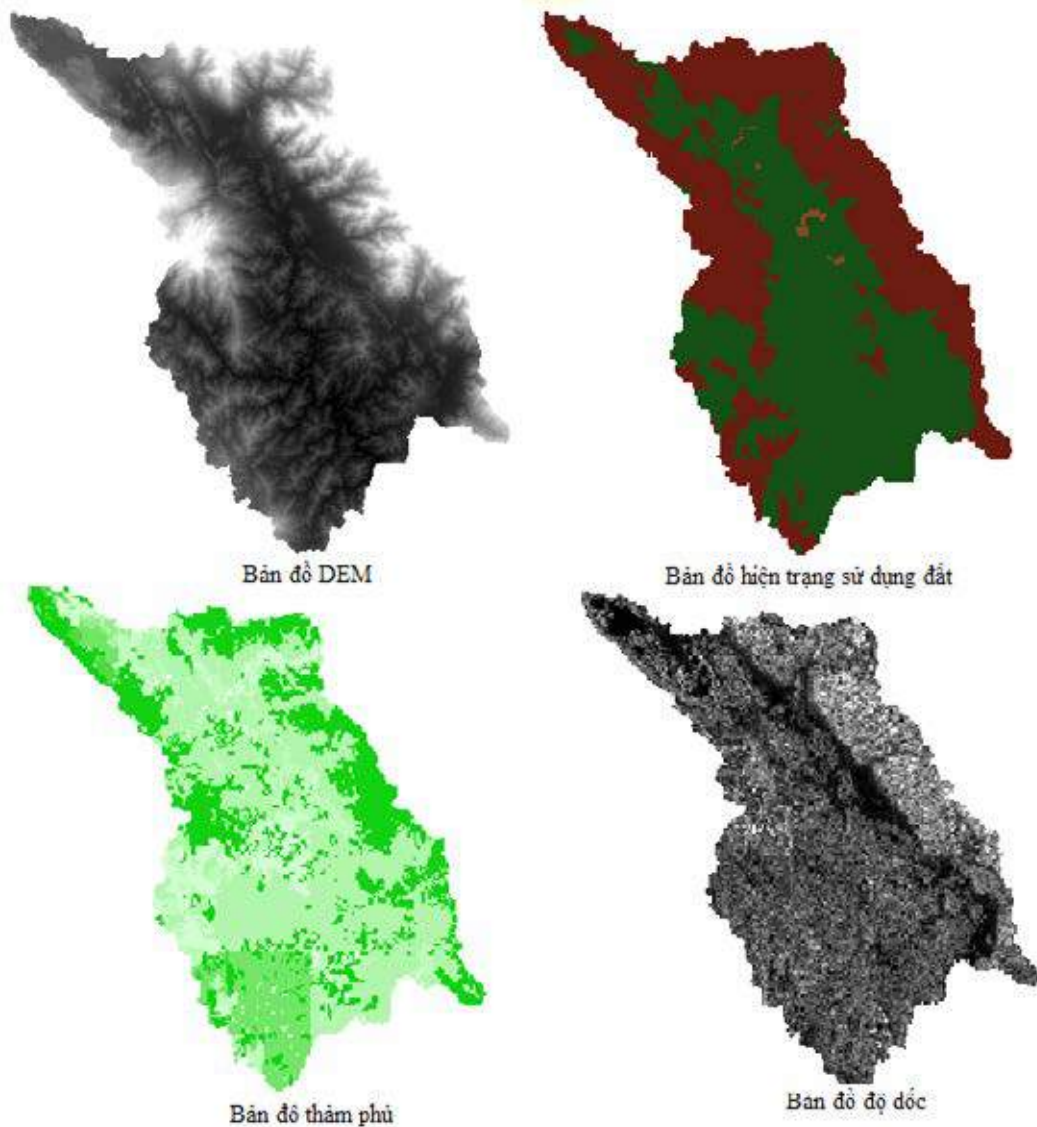 Bản đồ DEM
Bản đồ hiện trạng sử dụng đất
Bản đồ thảm phủ
Bản đồ độ dốc